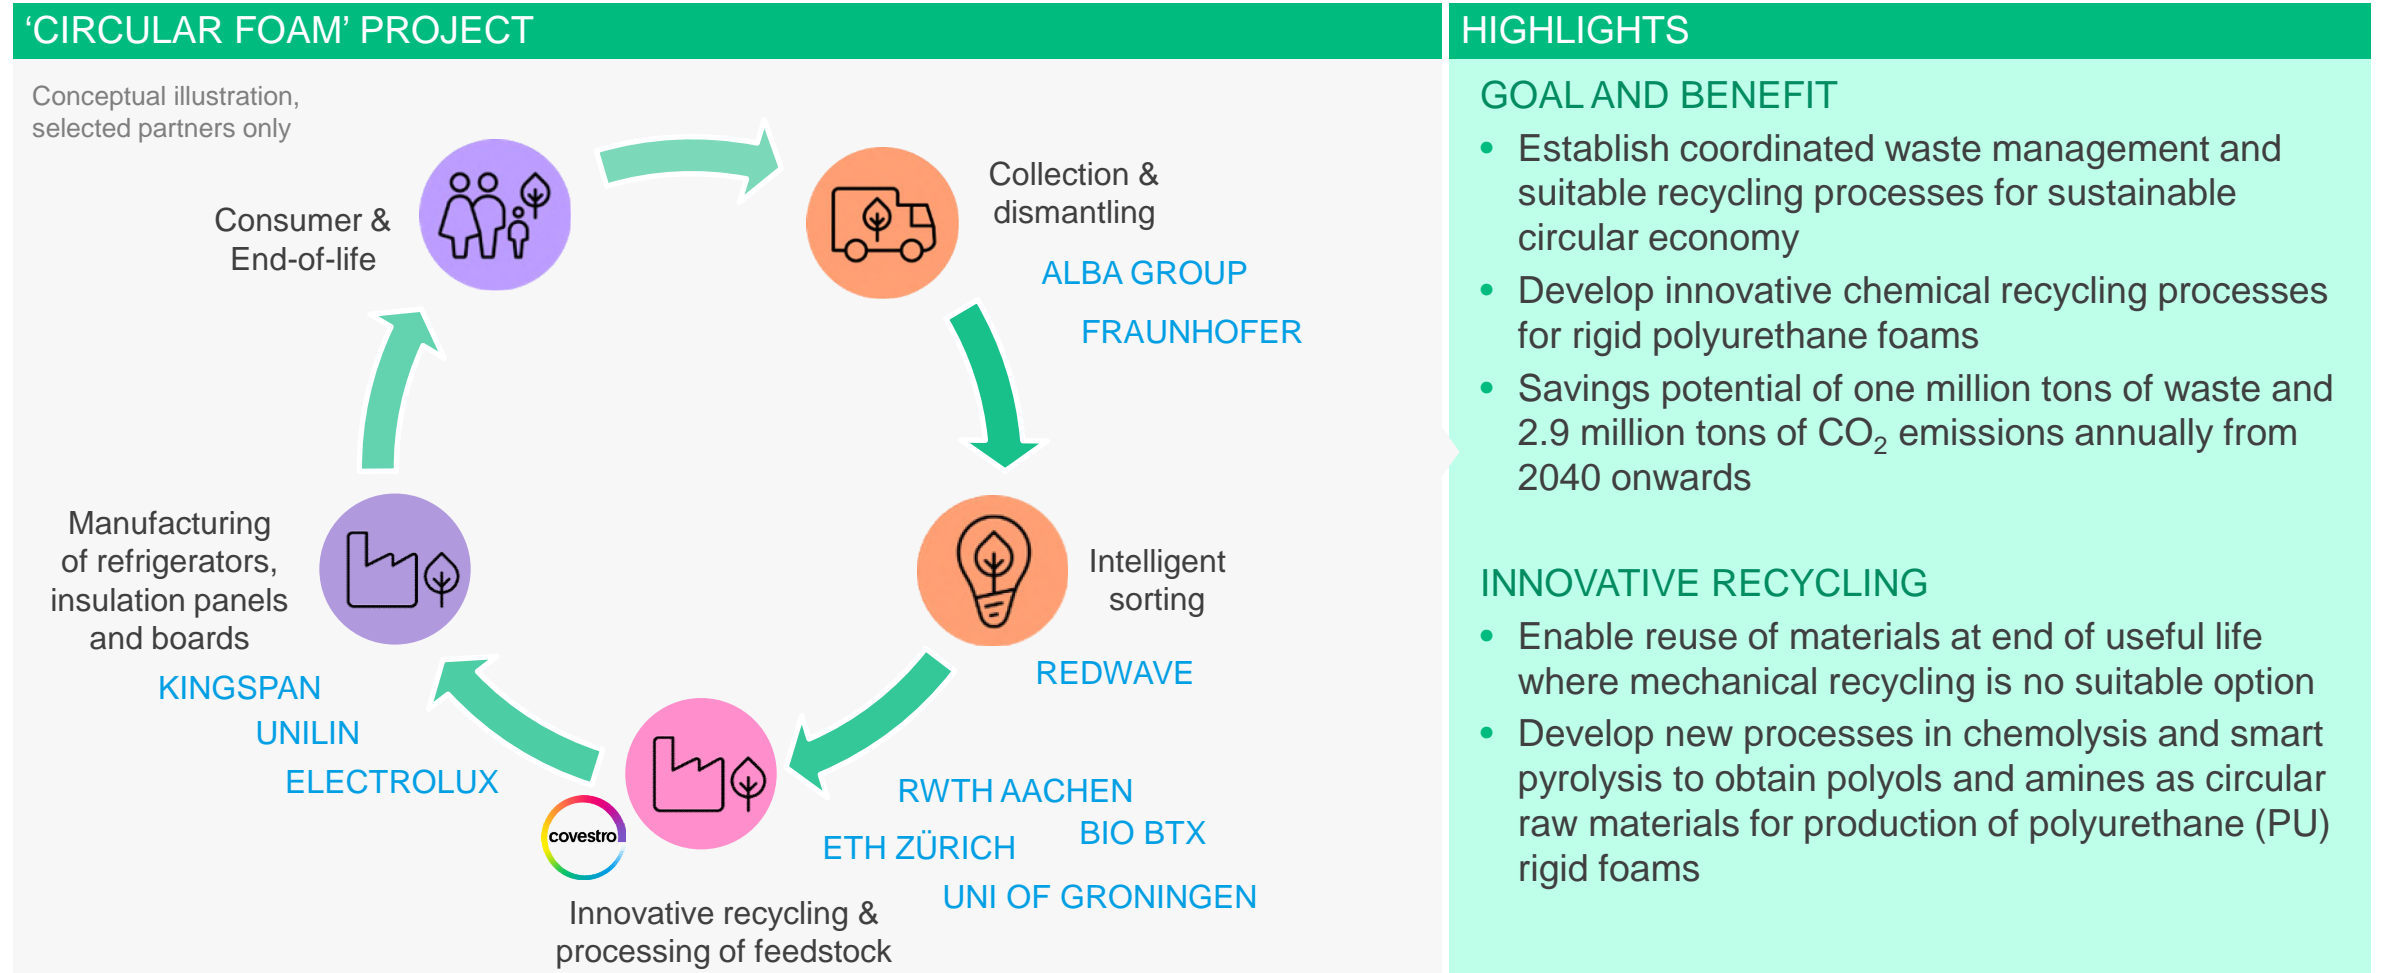 ‘CIRCULAR FOAM’ PROJECT
Conceptual illustration,
selected partners only
Consumer &
End-of-life
Collection &
dismantling
ALBA GROUP
FRAUNHOFER
Intelligent
sorting
REDWAVE
RWTH AACHEN
BIO BTX
ETH ZÜRICH
UNI OF GRONINGEN
covestro
Innovative recycling &
processing of feedstock
Manufacturing
of refrigerators,
insulation panels
and boards
KINGSPAN
UNILIN
ELECTROLUX
HIGHLIGHTS
GOAL AND BENEFIT
• Establish coordinated waste management and
suitable recycling processes for sustainable
circular economy
• Develop innovative chemical recycling processes
for rigid polyurethane foams
• Savings potential of one million tons of waste and
2.9 million tons of CO₂ emissions annually from
2040 onwards
INNOVATIVE RECYCLING
• Enable reuse of materials at end of useful life
where mechanical recycling is no suitable option
• Develop new processes in chemolysis and smart
pyrolysis to obtain polyols and amines as circular
raw materials for production of polyurethane (PU)
rigid foams